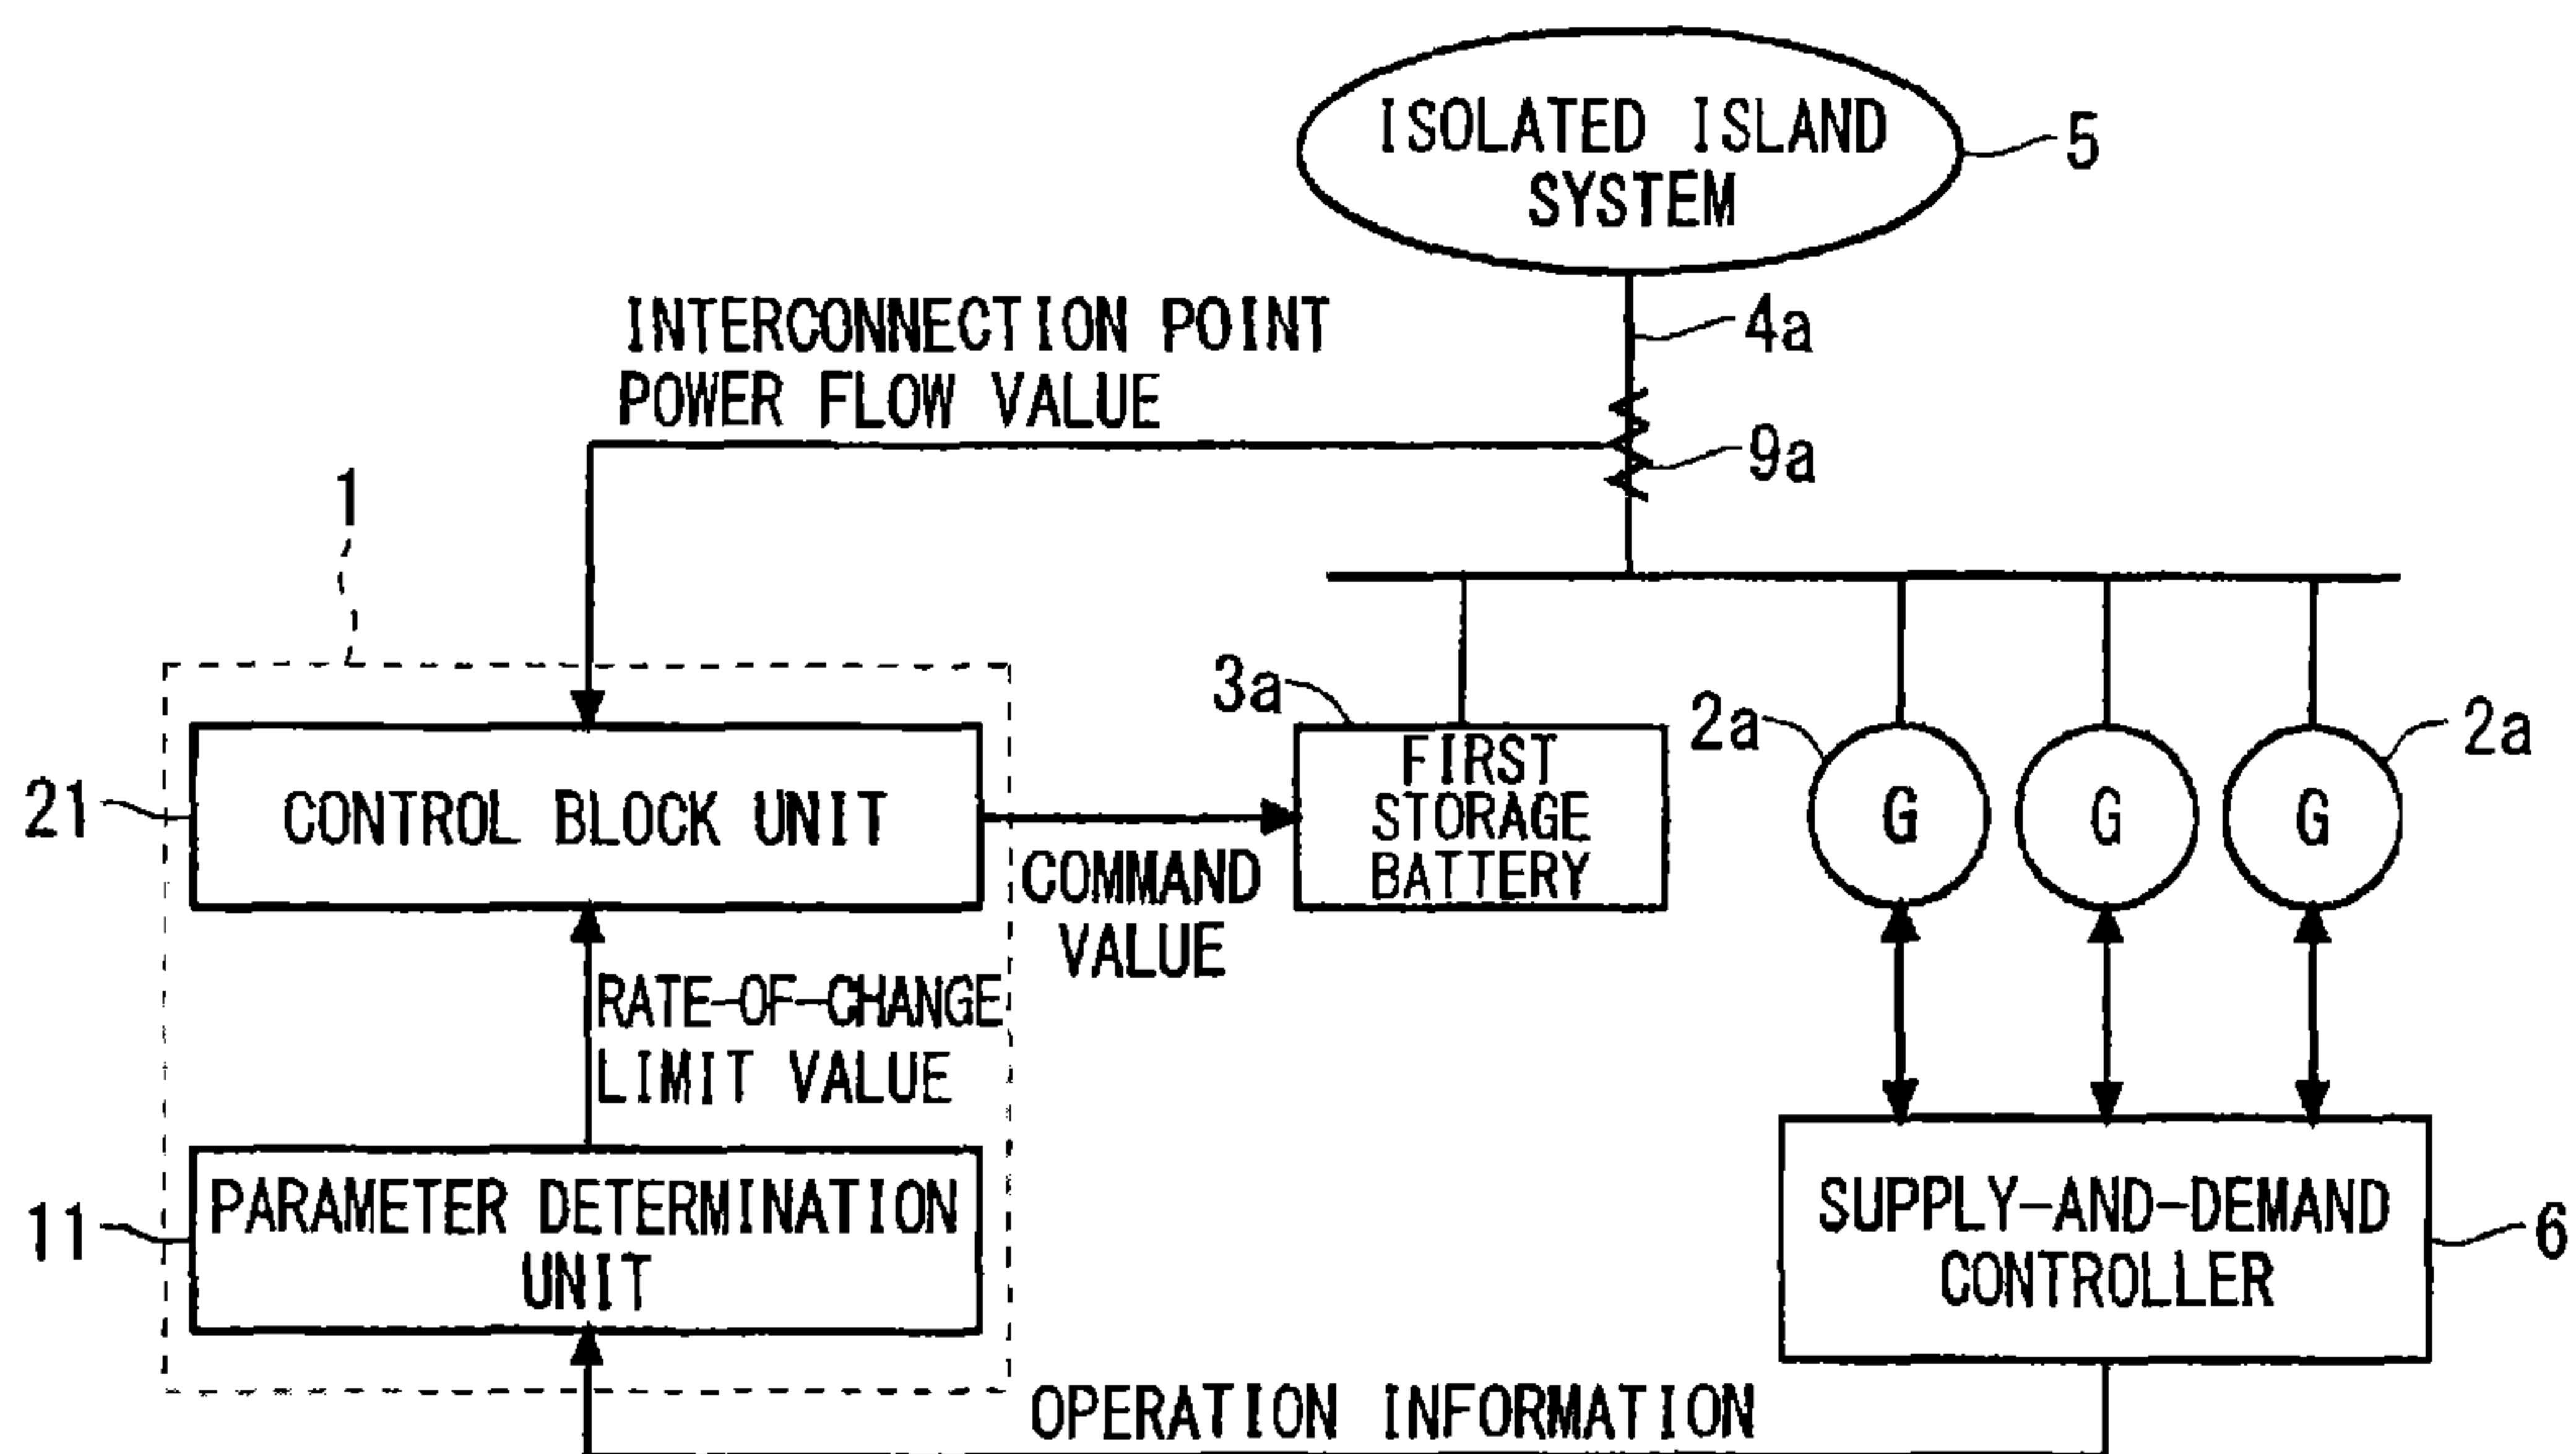 ISOLATED ISLAND
SYSTEM
5
INTERCONNECTION POINT
POWER FLOW VALUE
4a
9a
1
3a
2a
2a
21
CONTROL BLOCK UNIT
FIRST
STORAGE
BATTERY
G
G
G
COMMAND
VALUE
RATE-OF-CHANGE
LIMIT VALUE
11
PARAMETER DETERMINATION
UNIT
SUPPLY-AND-DEMAND
CONTROLLER
6
OPERATION INFORMATION